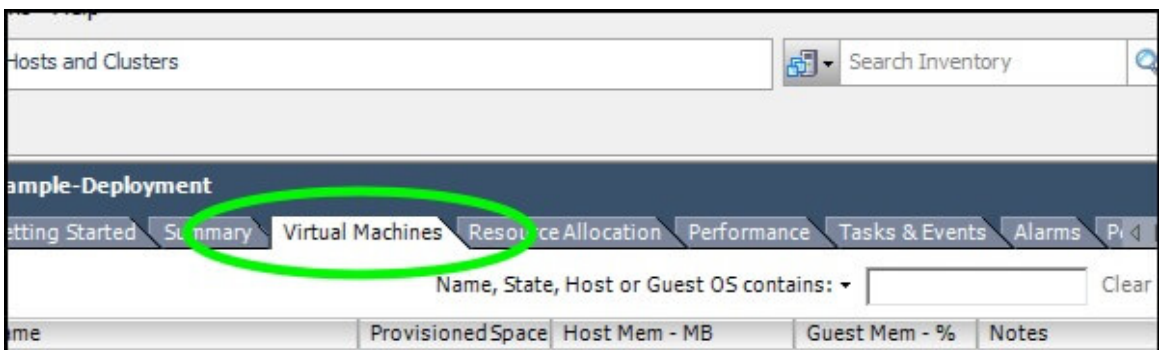 Hosts and Clusters Search Inventory
ample-Deployment
etting Started Summary Virtual Machines Resource Allocation Performance Tasks & Events Alarms
Name, State, Host or Guest OS contains: Clear
ame Provisioned Space Host Mem - MB Guest Mem - % Notes